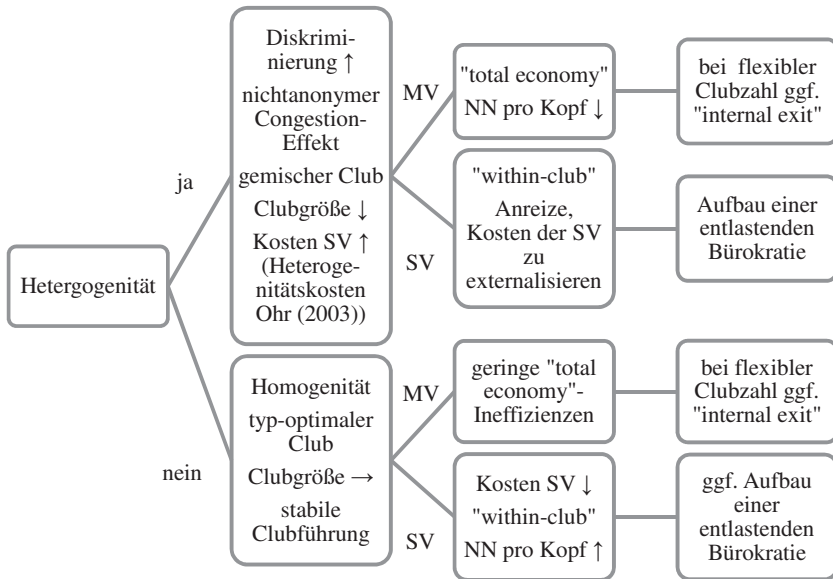 Hetergogenität
ja
nein
Diskrimi-
nierung ↑
nichtanonymer
Congestion-
Effekt
gemischer Club
Clubgröße ↓
Kosten SV ↑
(Heteroge-
nitätskosten
Ohr (2003))
MV
SV
"total economy"
NN pro Kopf ↓
bei flexibler
Clubzahl ggf.
"internal exit"
"within-club"
Anreize,
Kosten der SV
zu
externalisieren
Aufbau einer
entlastenden
Bürokratie
Homogenität
typ-optimaler
Club
Clubgröße →
stabile
Clubführung
MV
SV
geringe "total
economy"-
Ineffizienzen
bei flexibler
Clubzahl ggf.
"internal exit"
Kosten SV ↓
"within-club"
NN pro Kopf ↑
ggf. Aufbau
einer
entlastenden
Bürokratie